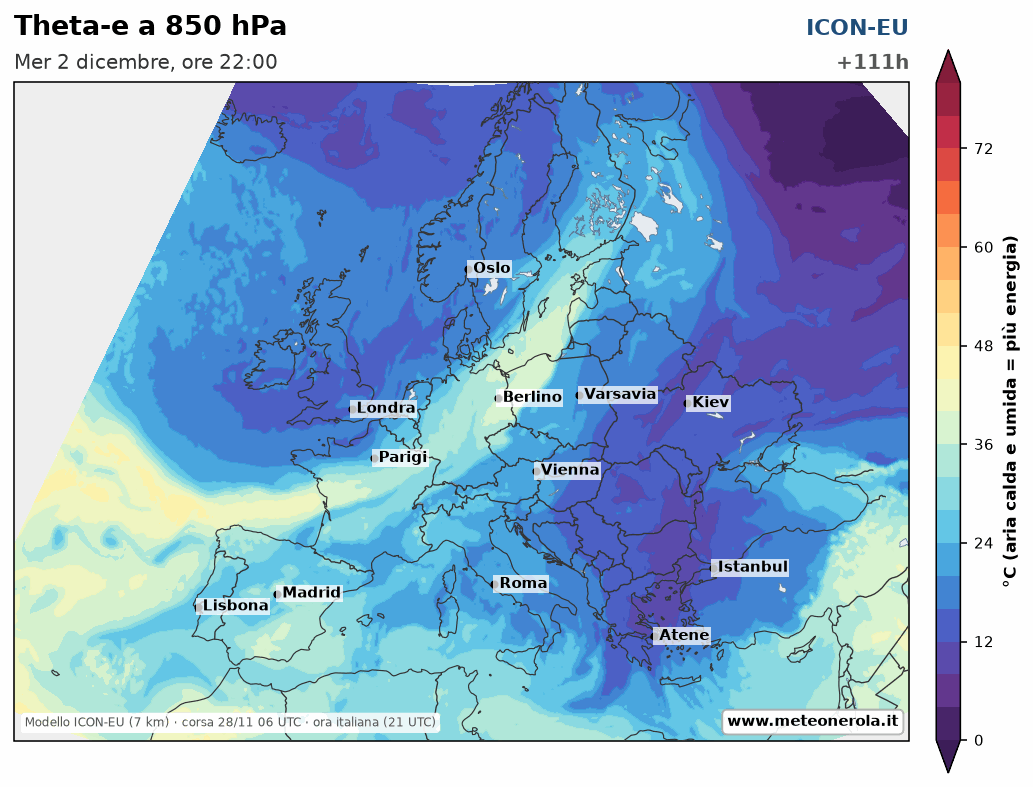 Theta-e a 850 hPa
ICON-EU
Mer 2 dicembre, ore 22:00
+111h
Oslo
Berlino
Varsavia
Kiev
Londra
Parigi
Vienna
Istanbul
Roma
Madrid
Lisbona
Atene
Modello ICON-EU (7 km) · corsa 28/11 06 UTC · ora italiana (21 UTC)
www.meteonerola.it
72
60
48
36
24
12
0
°C (aria calda e umida = più energia)